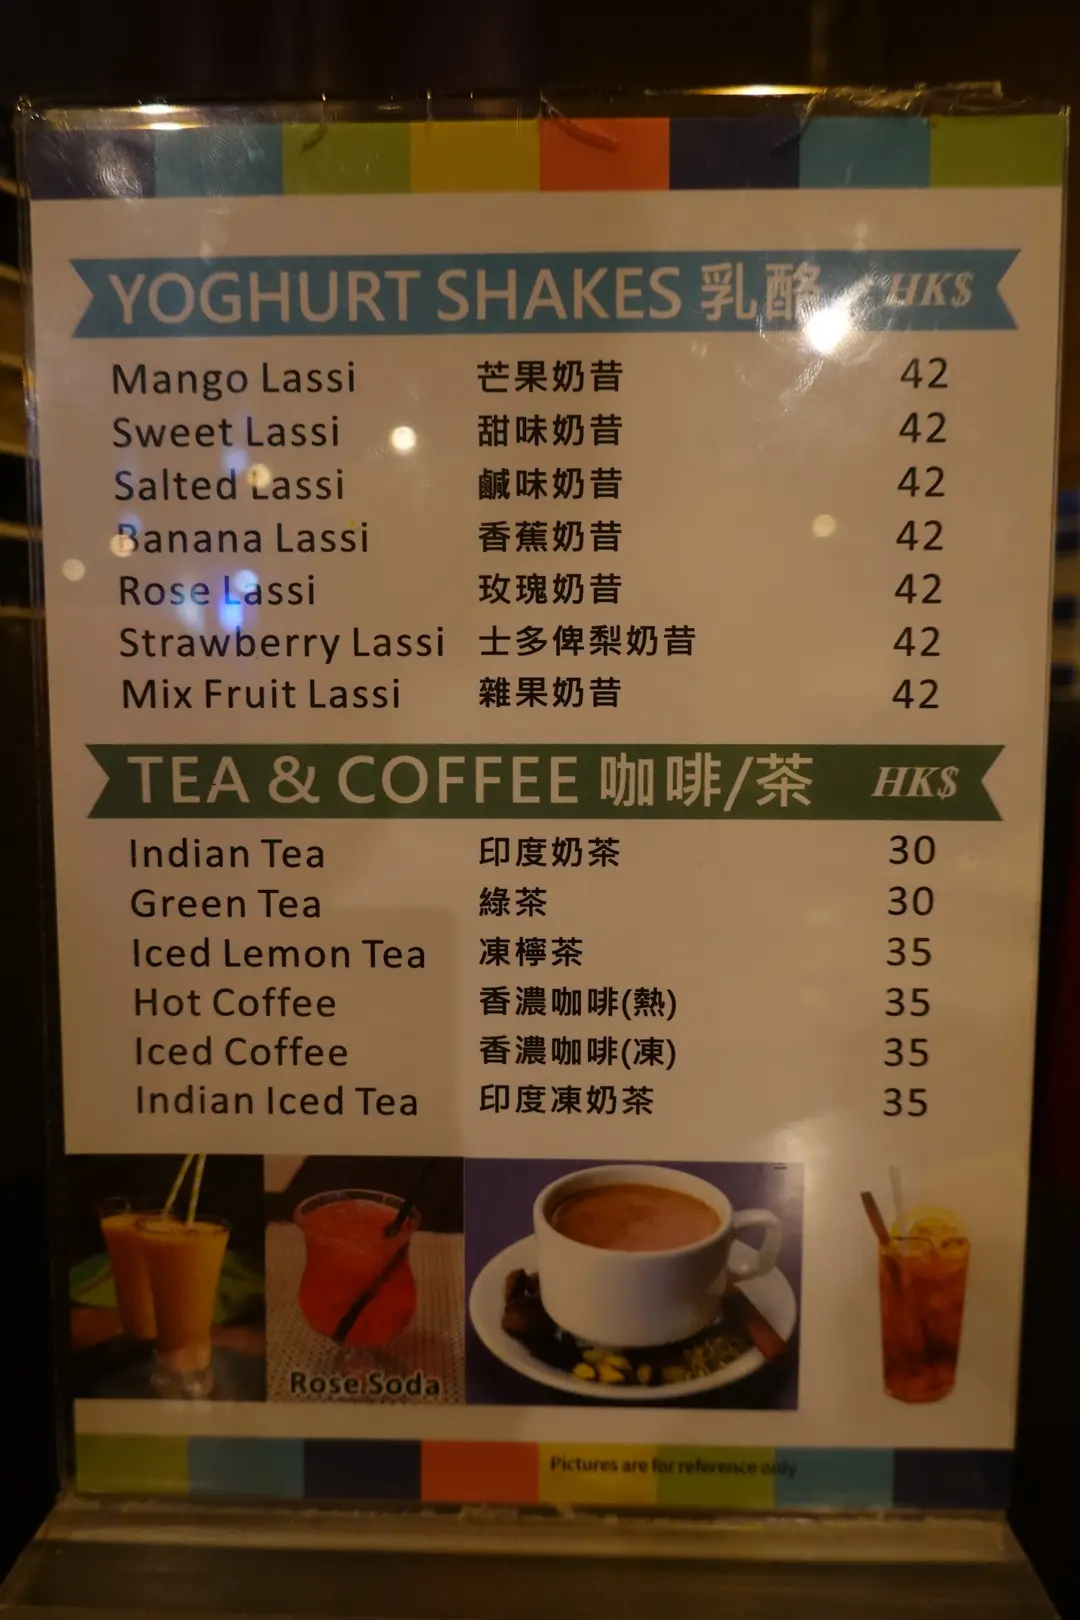 YOGHURT SHAKES 乳酪 HK$
Mango Lassi 芒果奶昔 42
Sweet Lassi 甜味奶昔 42
Salted Lassi 鹹味奶昔 42
Banana Lassi 香蕉奶昔 42
Rose Lassi 玫瑰奶昔 42
Strawberry Lassi 士多俾梨奶昔 42
Mix Fruit Lassi 雜果奶昔 42
TEA & COFFEE 咖啡/茶 HK$
Indian Tea 印度奶茶 30
Green Tea 綠茶 30
Iced Lemon Tea 凍檸茶 35
Hot Coffee 香濃咖啡(熱) 35
Iced Coffee 香濃咖啡(凍) 35
Indian Iced Tea 印度凍奶茶 35
Rose Soda
Pictures are for reference only